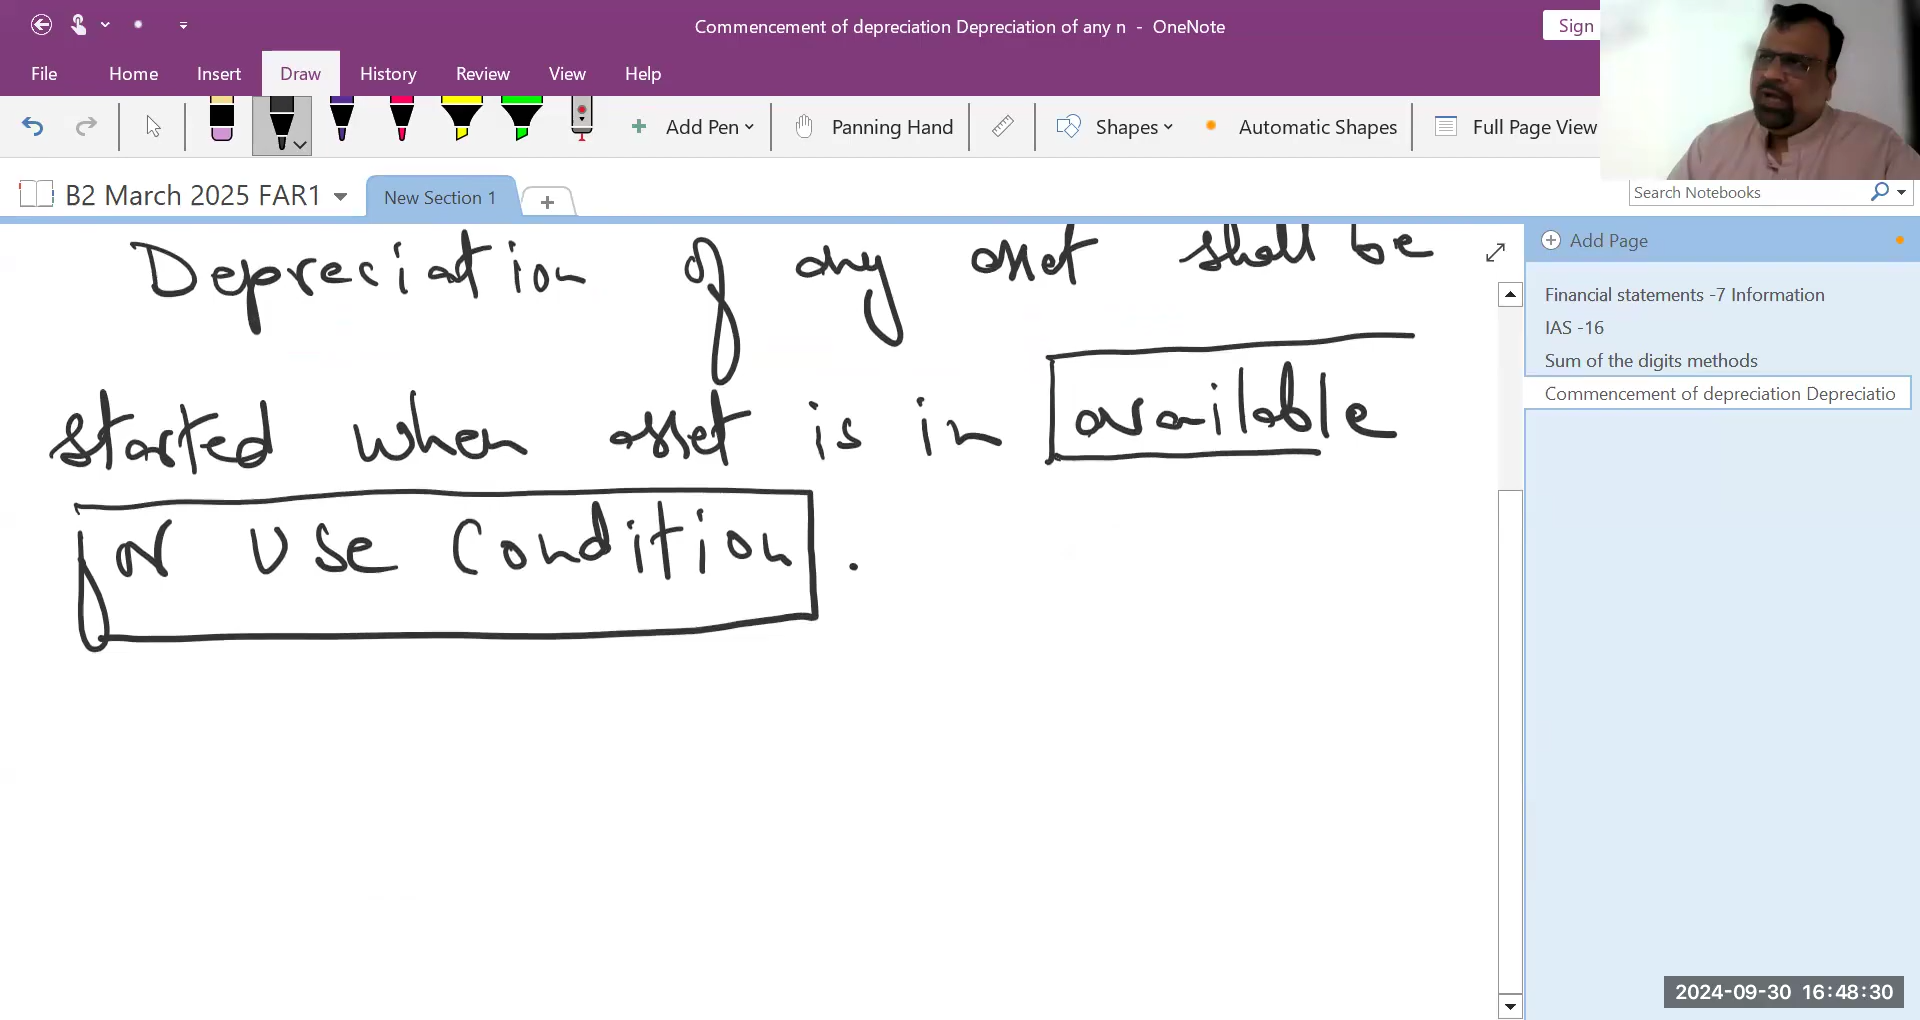 Commencement of depreciation Depreciation of any n - OneNote
Sign
File Home Insert Draw History Review View Help
Add Pen Panning Hand Shapes Automatic Shapes Full Page View
B2 March 2025 FAR1
New Section 1
Search Notebooks
Add Page
Financial statements -7 Information
IAS -16
Sum of the digits methods
Commencement of depreciation Depreciatio
Depreciation of any asset shall be
started when asset is in available
for use condition .
2024-09-30 16:48:30